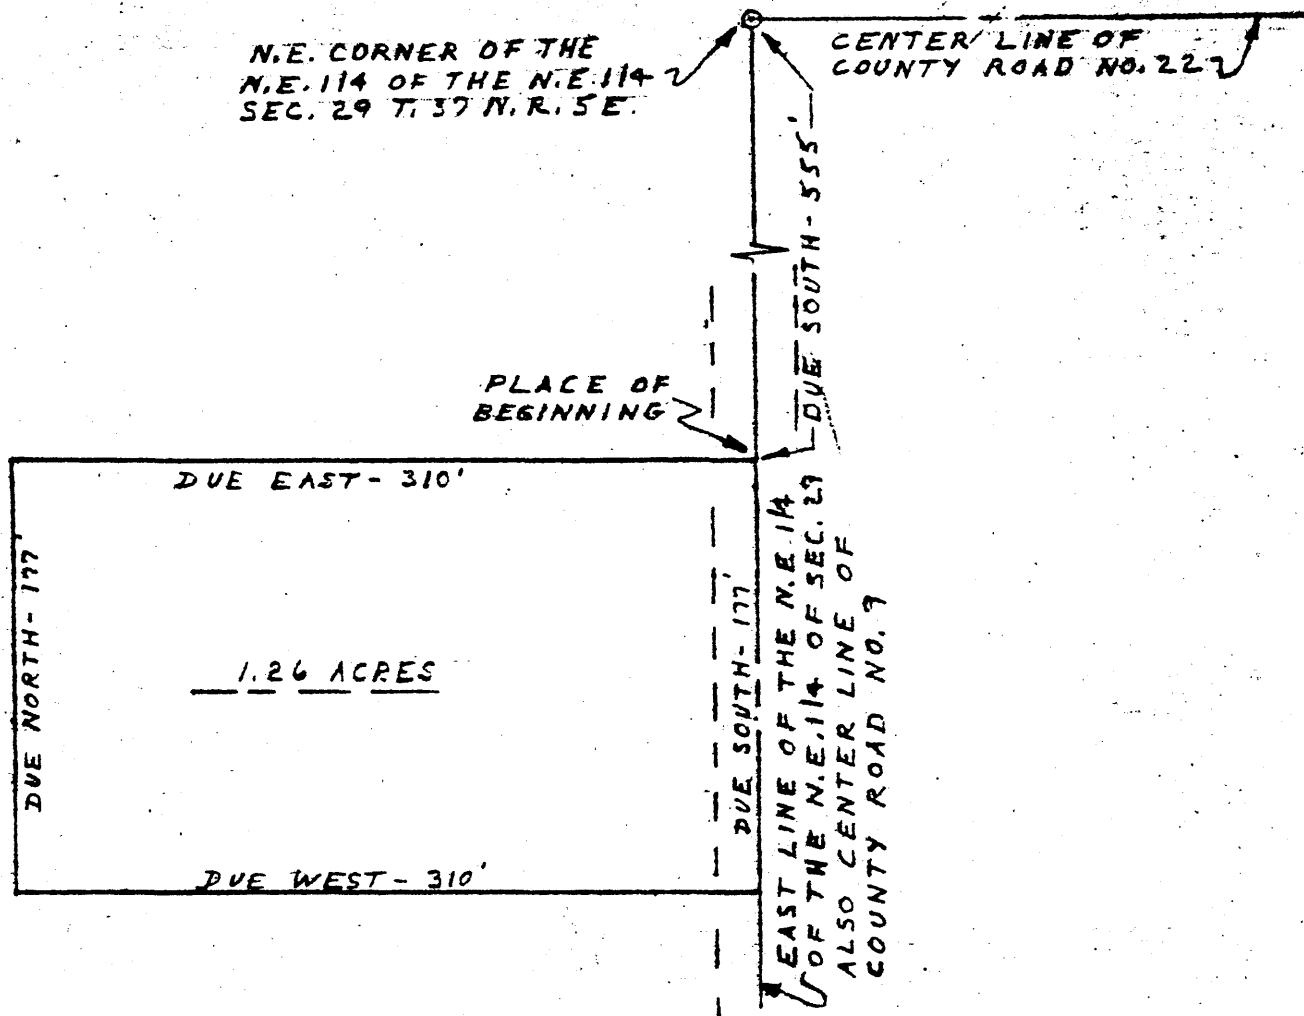 N.E. CORNER OF THE
N.E. 1/4 OF THE N.E. 1/4
SEC. 29 T. 37 N. R. 5 E.
CENTER LINE OF
COUNTY ROAD NO. 22
DUE SOUTH - 555'
PLACE OF
BEGINNING
DUE EAST - 310'
DUE NORTH - 177'
1.26 ACRES
DUE SOUTH - 177'
DUE WEST - 310'
EAST LINE OF THE N.E. 1/4
OF THE N.E. 1/4 OF SEC. 29
ALSO CENTER LINE OF
COUNTY ROAD NO. 9